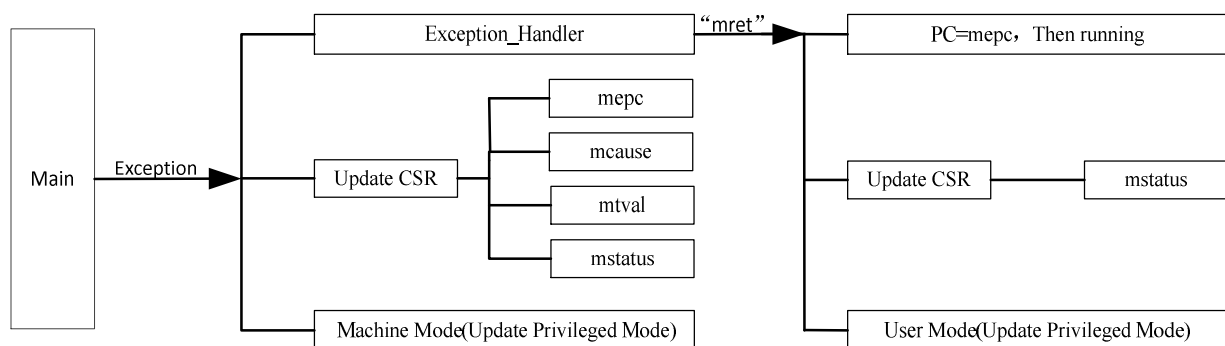 Main
Exception
Exception_Handler
Update CSR
mepc
mcause
mtval
mstatus
Machine Mode(Update Privileged Mode)
“mret”
PC=mepc，Then running
Update CSR
mstatus
User Mode(Update Privileged Mode)